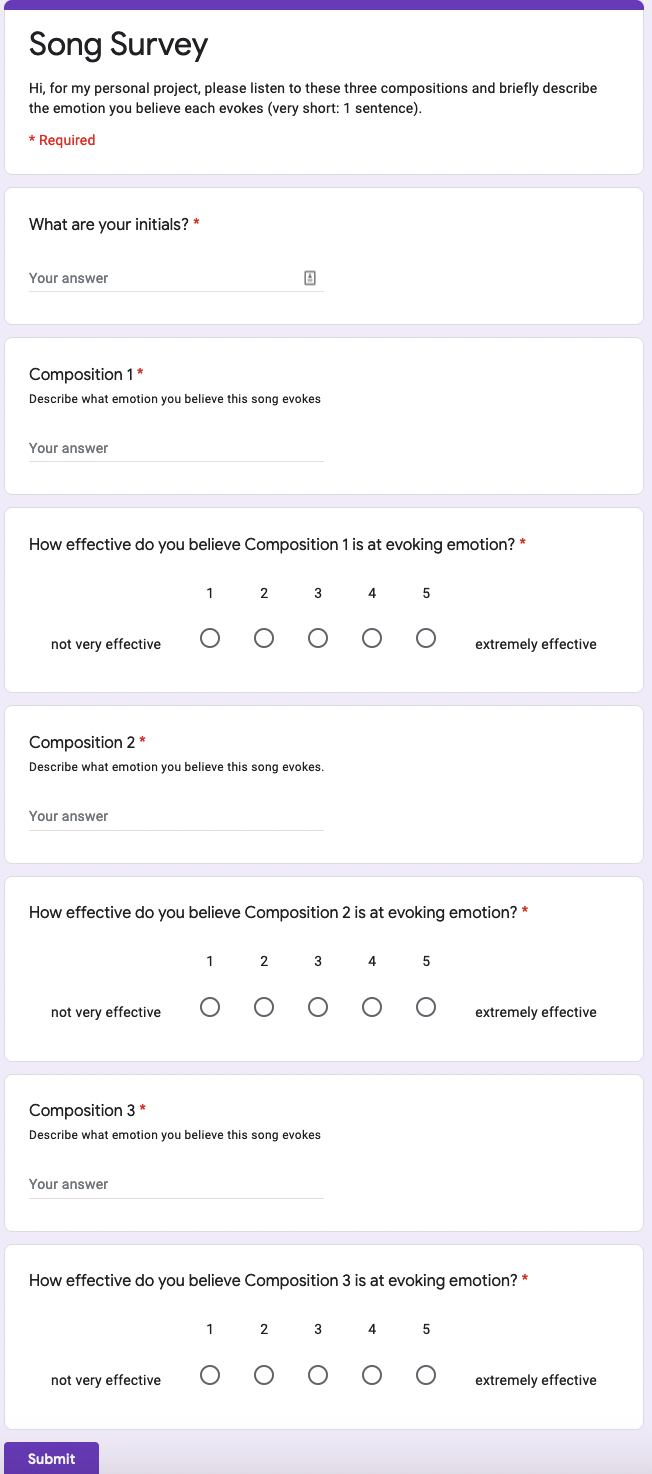 Song Survey
Hi, for my personal project, please listen to these three compositions and briefly describe
the emotion you believe each evokes (very short: 1 sentence).
* Required
What are your initials? *
Your answer
Composition 1 *
Describe what emotion you believe this song evokes
Your answer
How effective do you believe Composition 1 is at evoking emotion? *
1 2 3 4 5
not very effective extremely effective
Composition 2 *
Describe what emotion you believe this song evokes.
Your answer
How effective do you believe Composition 2 is at evoking emotion? *
1 2 3 4 5
not very effective extremely effective
Composition 3 *
Describe what emotion you believe this song evokes
Your answer
How effective do you believe Composition 3 is at evoking emotion? *
1 2 3 4 5
not very effective extremely effective
Submit